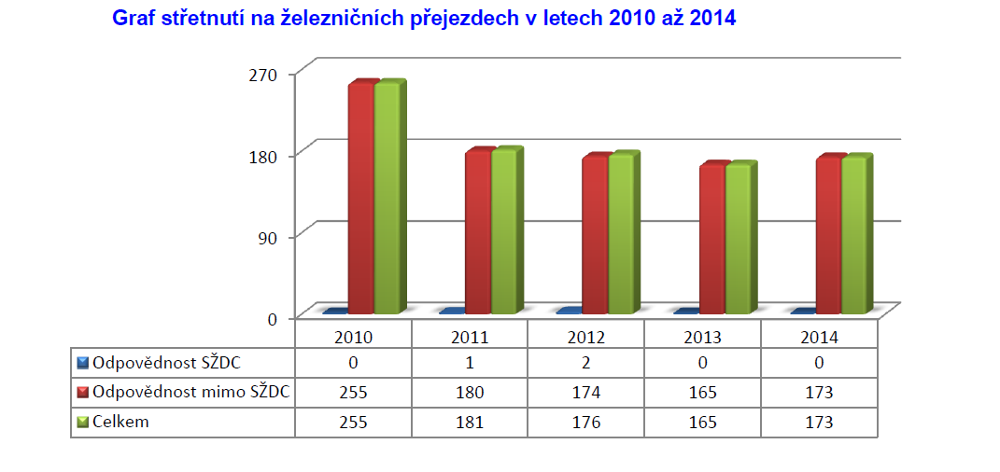 Graf střetnutí na železničních přejezdech v letech 2010 až 2014
270
180
90
0
2010 2011 2012 2013 2014
Odpovědnost SŽDC 0 1 2 0 0
Odpovědnost mimo SŽDC 255 180 174 165 173
Celkem 255 181 176 165 173